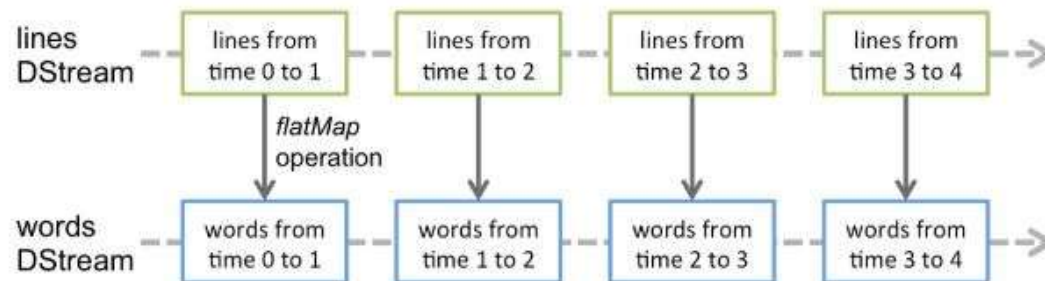 lines
DStream
lines from
time 0 to 1
lines from
time 1 to 2
lines from
time 2 to 3
lines from
time 3 to 4
flatMap
operation
words
DStream
words from
time 0 to 1
words from
time 1 to 2
words from
time 2 to 3
words from
time 3 to 4